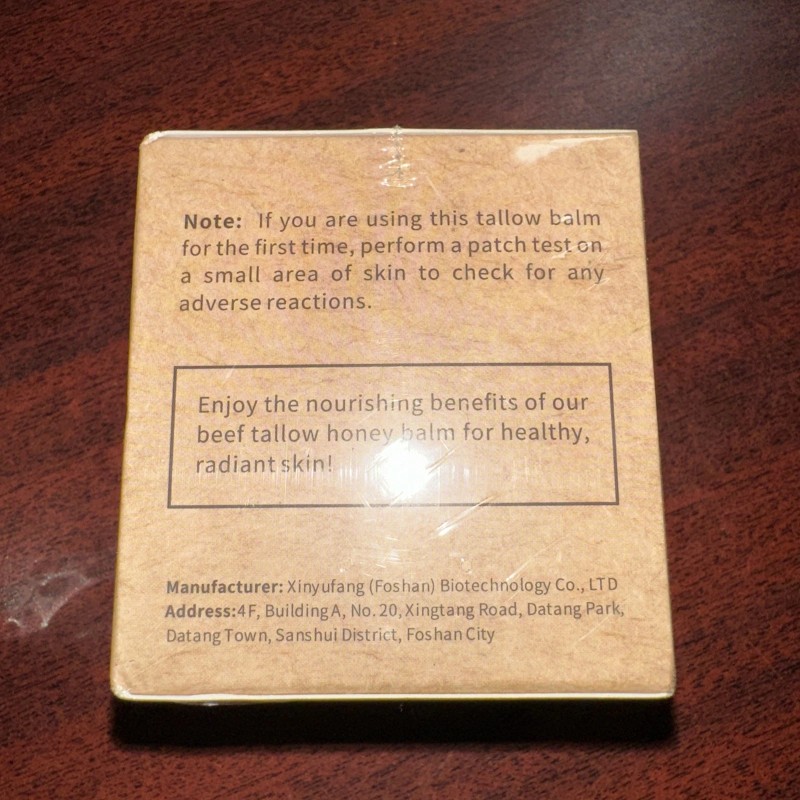 Note: If you are using this tallow balm
for the first time, perform a patch test on
a small area of skin to check for any
adverse reactions.
Enjoy the nourishing benefits of our
beef tallow honey balm for healthy,
radiant skin!
Manufacturer: Xinyufang (Foshan) Biotechnology Co., LTD
Address:4F, Building A, No. 20, Xingtang Road, Datang Park,
Datang Town, Sanshui District, Foshan City